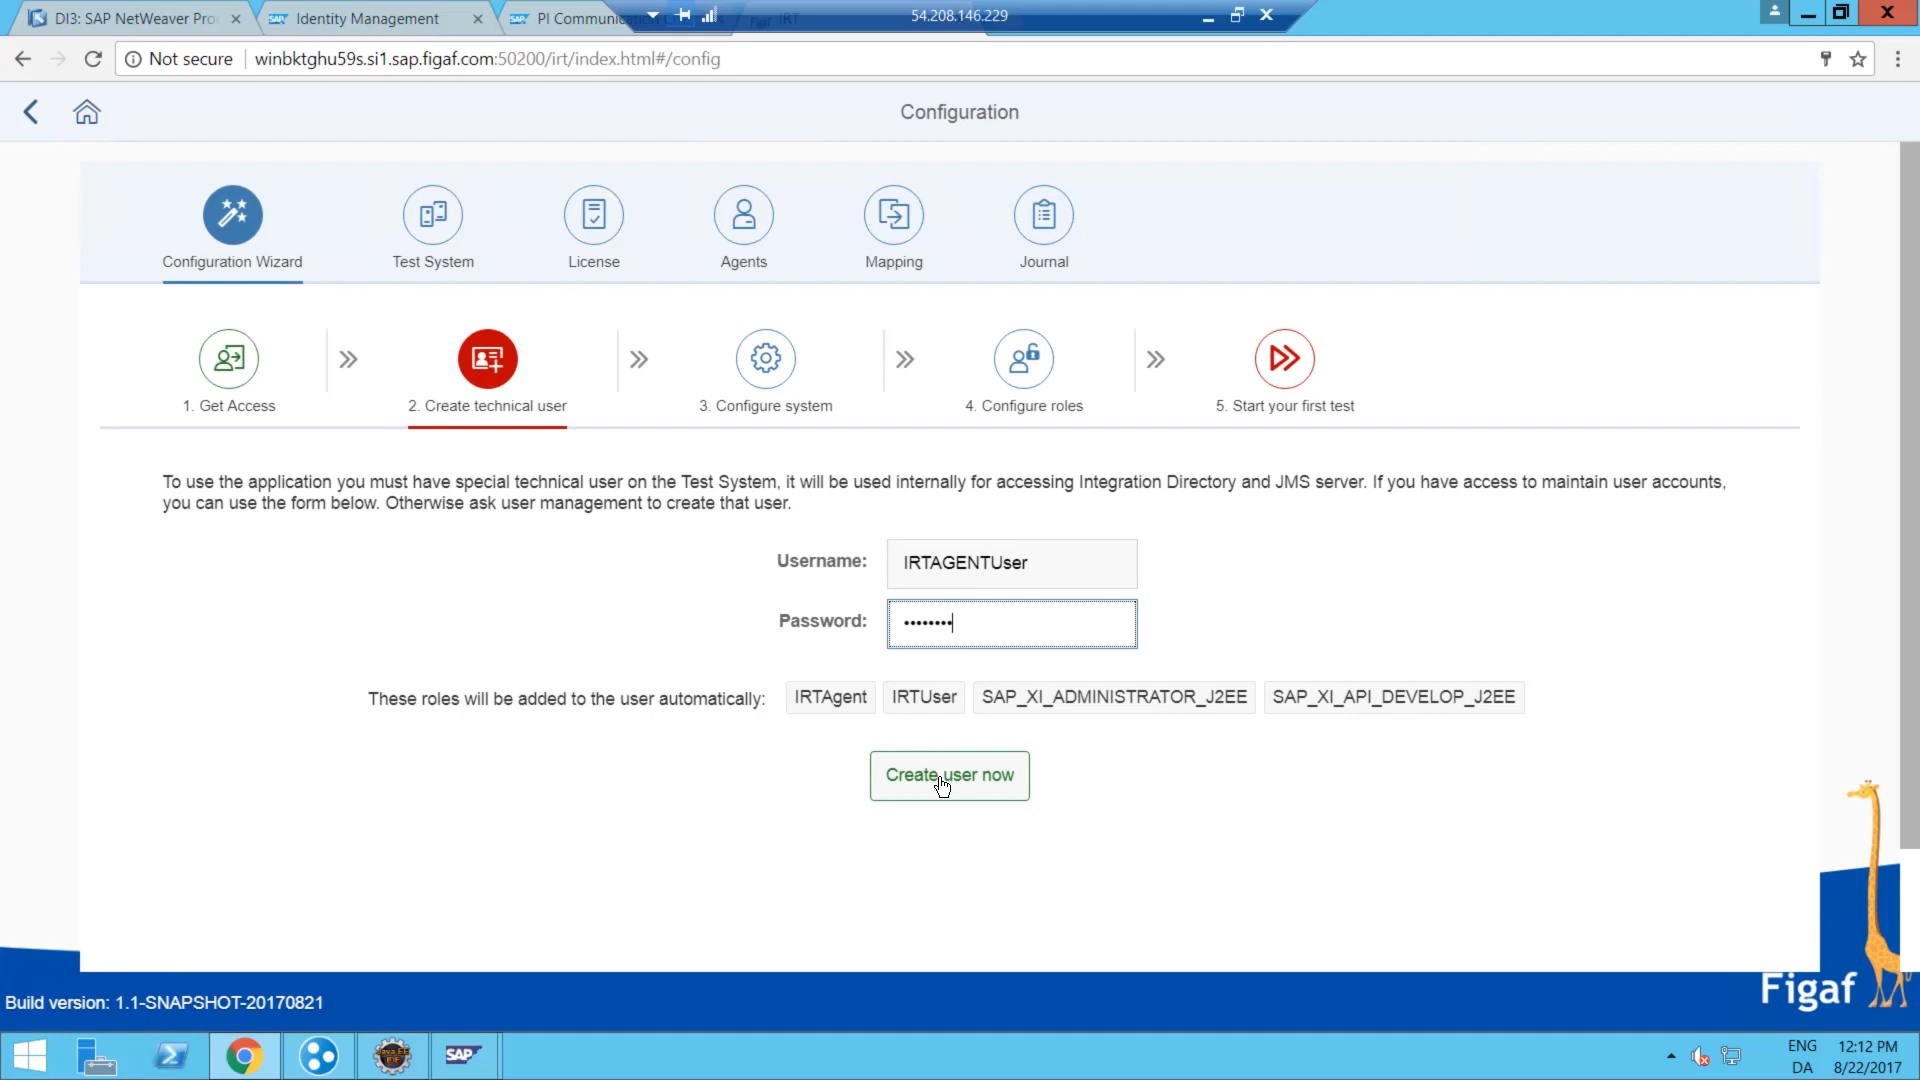 DI3: SAP NetWeaver Pro
Identity Management
PI Communication
IRT
54.208.146.229
Not secure
winbktghu59s.si1.sap.figaf.com:50200/irt/index.html#/config
Configuration
Configuration Wizard
Test System
License
Agents
Mapping
Journal
1. Get Access
2. Create technical user
3. Configure system
4. Configure roles
5. Start your first test
To use the application you must have special technical user on the Test System, it will be used internally for accessing Integration Directory and JMS server. If you have access to maintain user accounts,
you can use the form below. Otherwise ask user management to create that user.
Username:
IRTAGENTUser
Password:
••••••••
These roles will be added to the user automatically:
IRTAgent
IRTUser
SAP_XI_ADMINISTRATOR_J2EE
SAP_XI_API_DEVELOP_J2EE
Create user now
Figaf
Build version: 1.1-SNAPSHOT-20170821
Java EE
IDE
SAP
ENG
12:12 PM
DA
8/22/2017